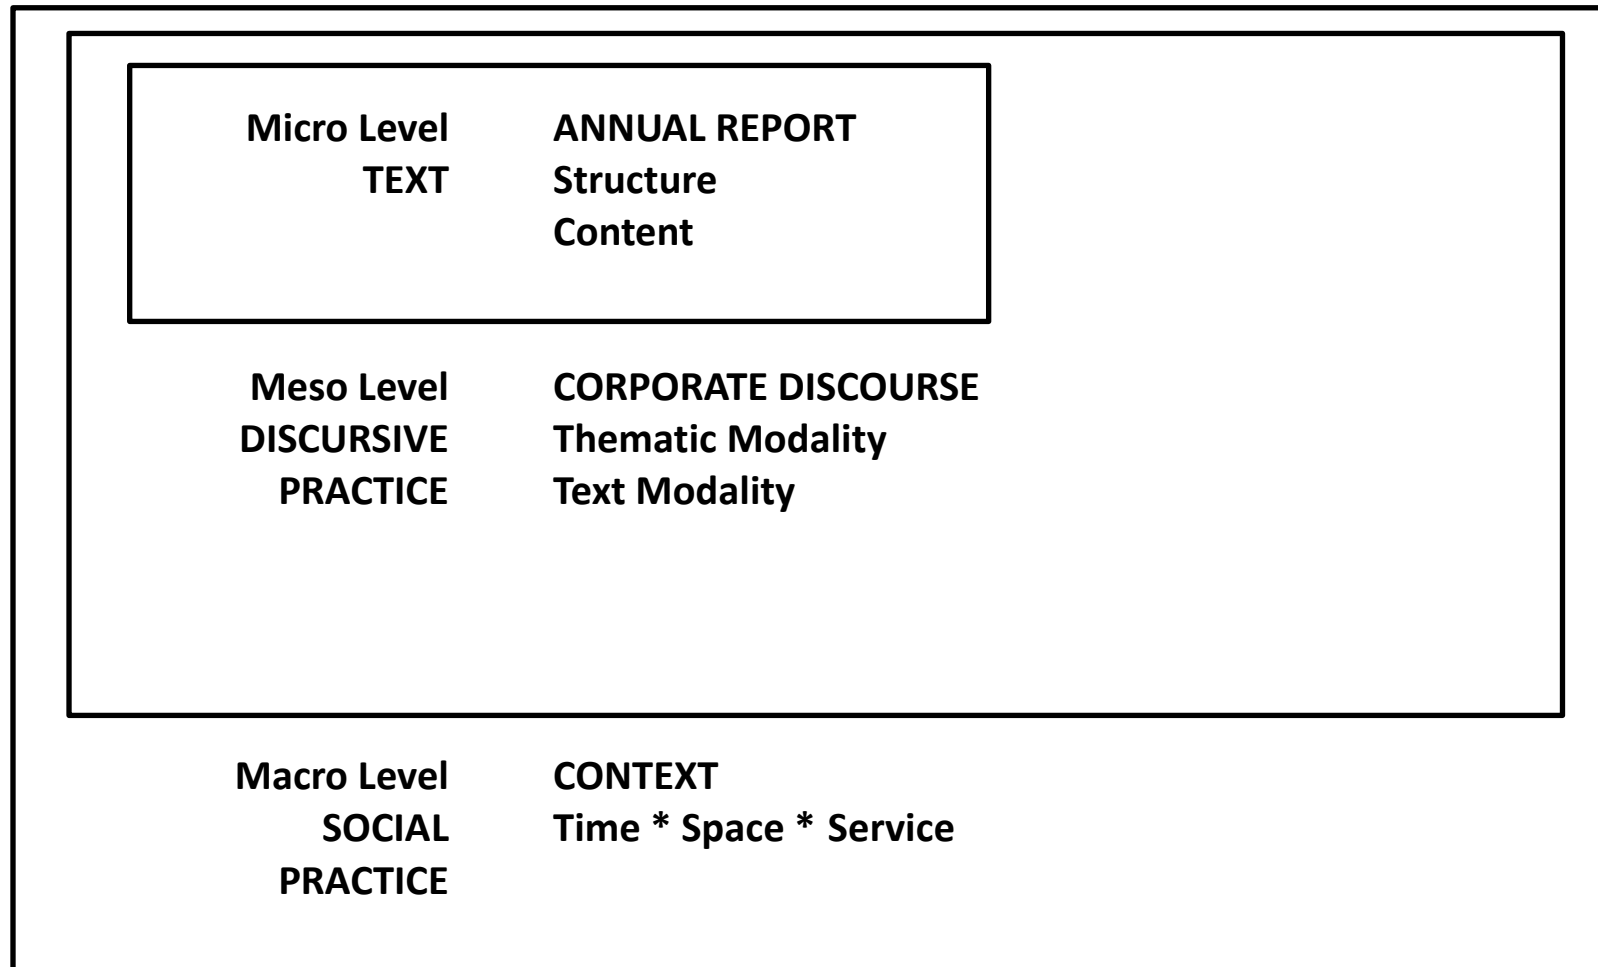 Micro Level ANNUAL REPORT
TEXT Structure
Content
Meso Level CORPORATE DISCOURSE
DISCURSIVE Thematic Modality
PRACTICE Text Modality
Macro Level CONTEXT
SOCIAL Time * Space * Service
PRACTICE